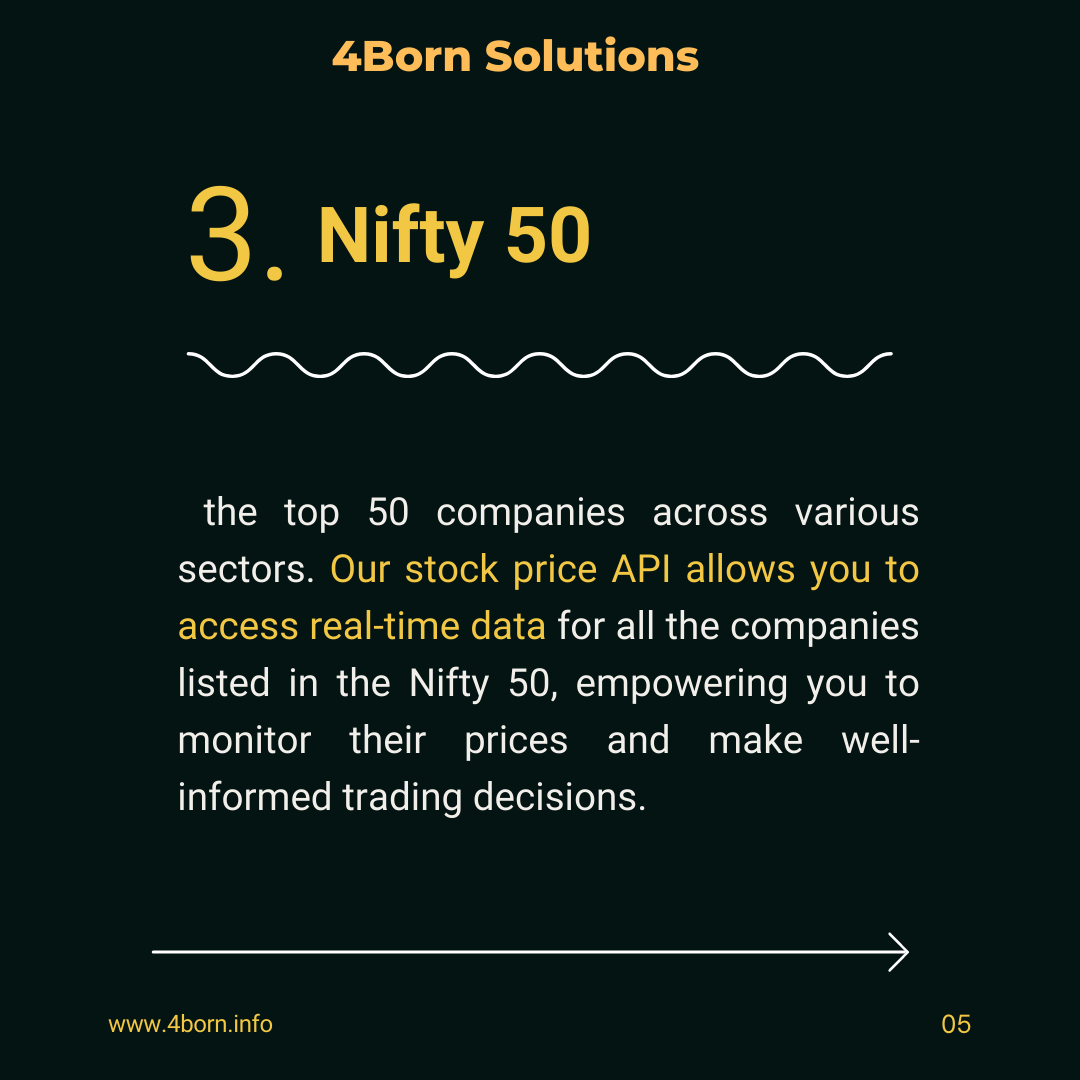 4Born Solutions
3. Nifty 50
the top 50 companies across various
sectors. Our stock price API allows you to
access real-time data for all the companies
listed in the Nifty 50, empowering you to
monitor their prices and make well-
informed trading decisions.
www.4born.info
05